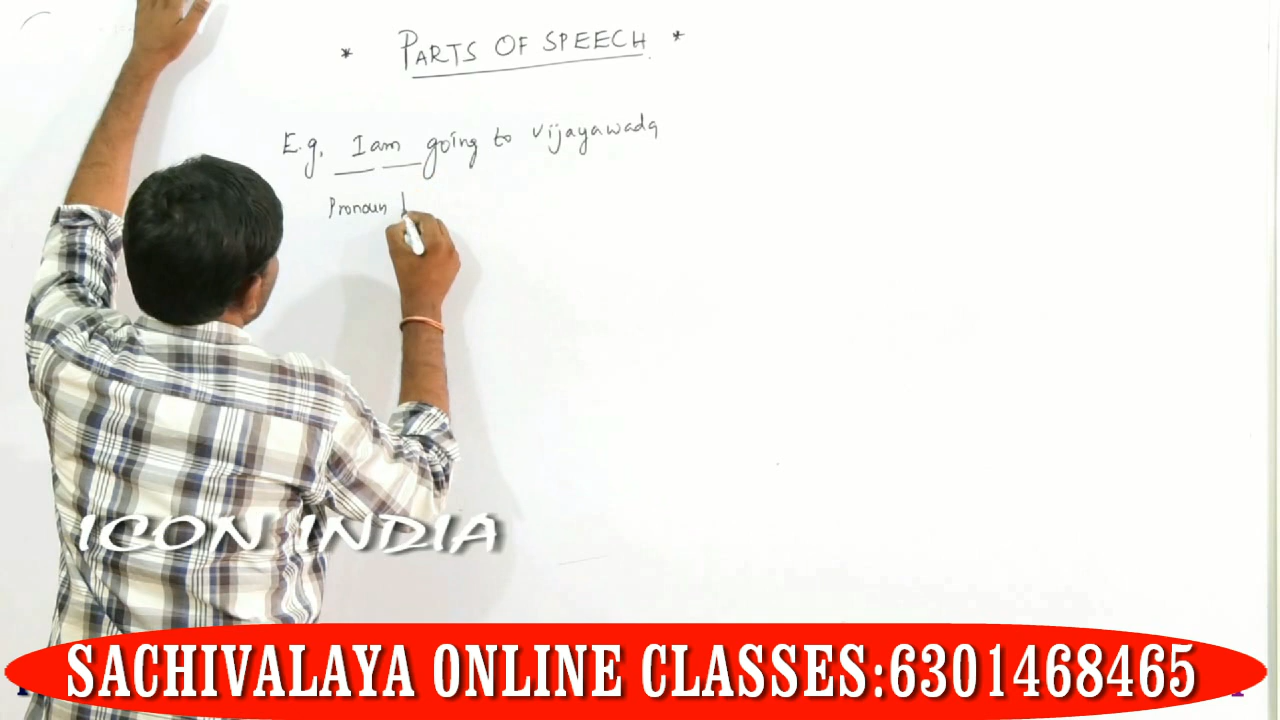 * PARTS OF SPEECH *
E.g. I am going to vijayawada
Pronoun
ICON INDIA
SACHIVALAYA ONLINE CLASSES:6301468465